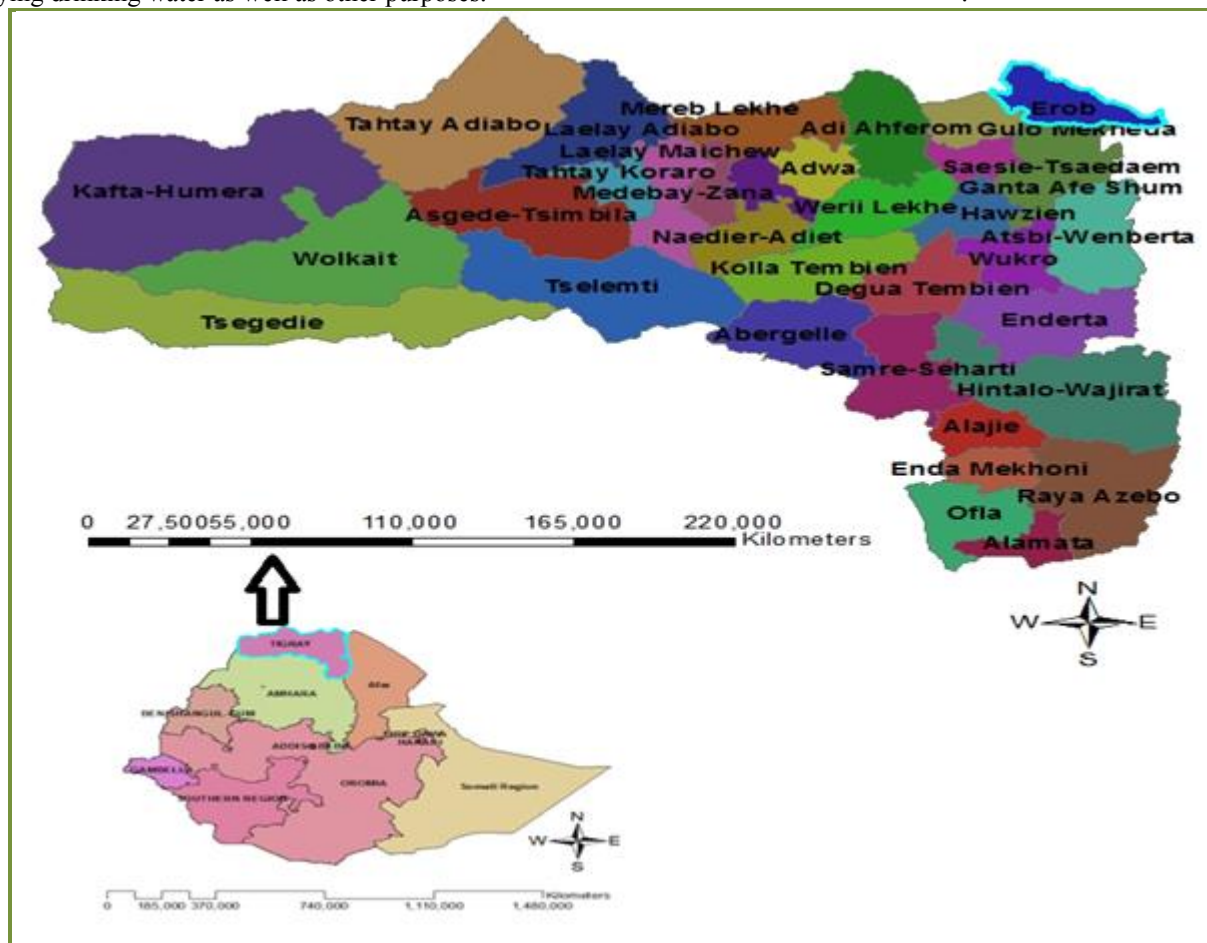 ying drinking water as well as other purposes.
Erob
Mereb Lekhe
Tahtay Adiabo
Laelay Adiabo
Adi Ahferom
Gulo Mekheda
Laelay Maichew
Adwa
Saesie-Tsaedaem
Tahtay Koraro
Kafta-Humera
Medebay-Zana
Ganta Afe Shum
Asgede-Tsimbila
Werii Lekhe
Hawzien
Naedier-Adiet
Atsbi-Wenberta
Wolkait
Kolla Tembien
Wukro
Tselemti
Degua Tembien
Tsegedie
Enderta
Abergelle
Samre-Seharti
Hintalo-Wajirat
Alajie
Enda Mekhoni
Raya Azebo
Ofla
Alamata
0 27,50055,000 110,000 165,000 220,000
Kilometers
N
W E
S
TIGRAY
AMHARA
Afar
ADDIS
GAMBELLA
OROMIA
Somali Region
SOUTHERN REGION
N
W E
S
Kilometers
0 185,000 370,000 740,000 1,110,000 1,480,000